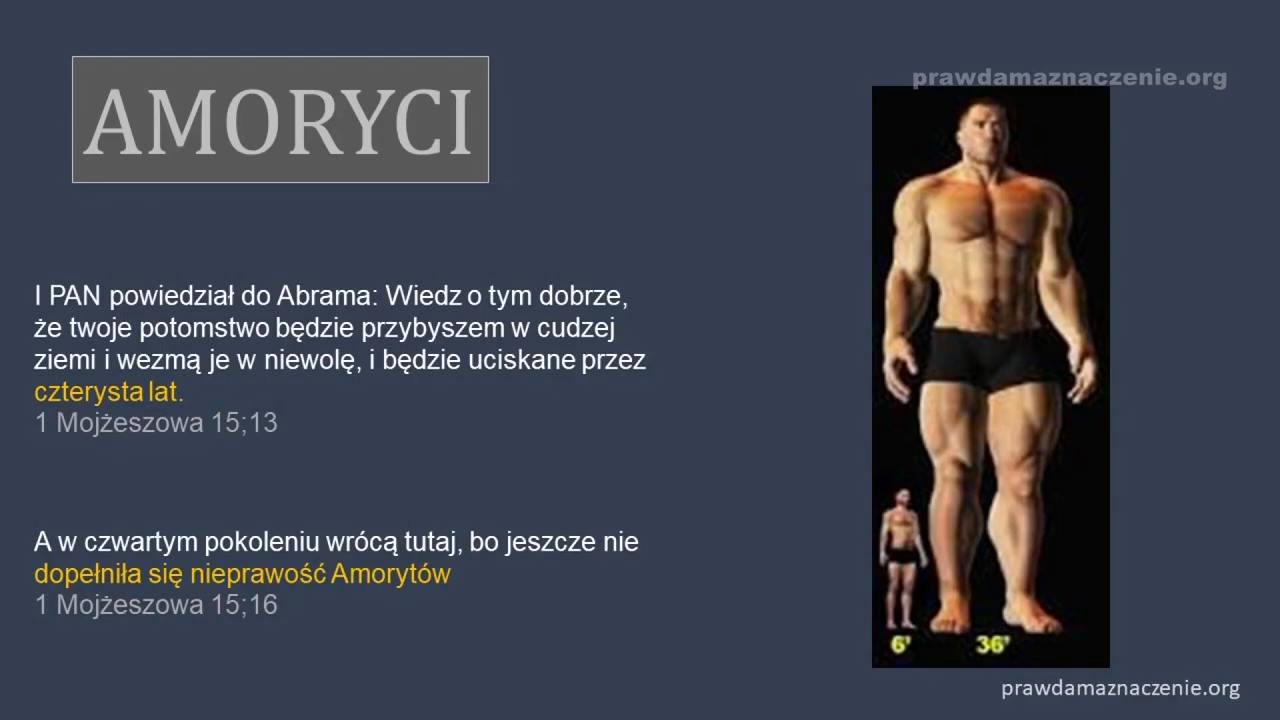 AMORYCI
prawdamaznaczenie.org
I PAN powiedział do Abrama: Wiedz o tym dobrze,
że twoje potomstwo będzie przybyszem w cudzej
ziemi i wezmą je w niewolę, i będzie uciskane przez
czterysta lat.
1 Mojżeszowa 15;13
A w czwartym pokoleniu wrócą tutaj, bo jeszcze nie
dopełniła się nieprawość Amorytów
1 Mojżeszowa 15;16
6' 36'
prawdamaznaczenie.org